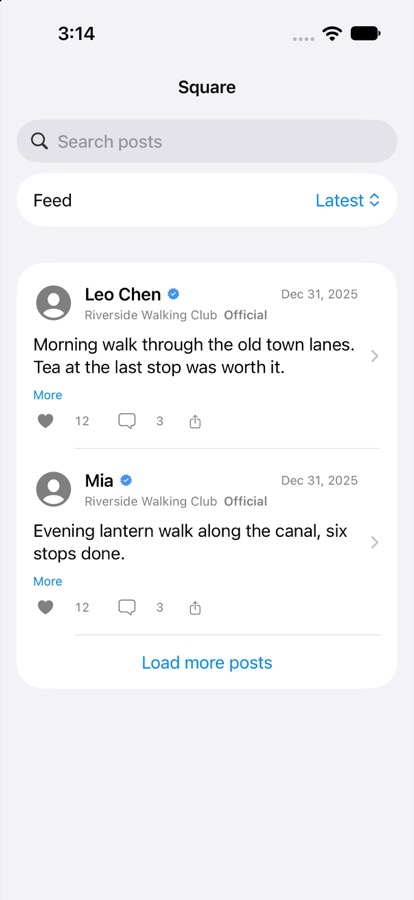 3:14
Square
Search posts
Feed
Latest
Leo Chen
Dec 31, 2025
Riverside Walking Club Official
Morning walk through the old town lanes.
Tea at the last stop was worth it.
More
12 3
Mia
Dec 31, 2025
Riverside Walking Club Official
Evening lantern walk along the canal, six
stops done.
More
12 3
Load more posts